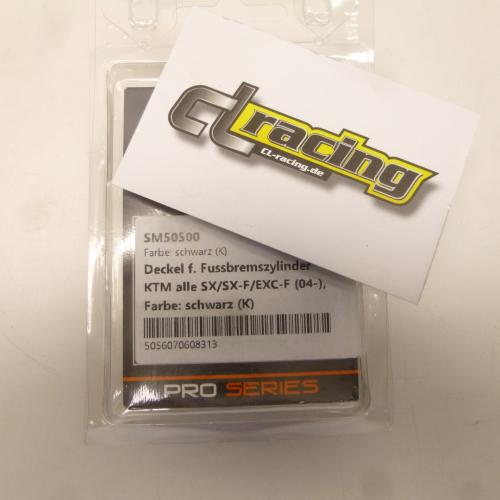 CL racing
CL-racing.de
SM50500
Farbe: schwarz (K)
Deckel f. Fussbremszylinder
KTM alle SX/SX-F/EXC-F (04-),
Farbe: schwarz (K)
5056070608313
PRO SERIES